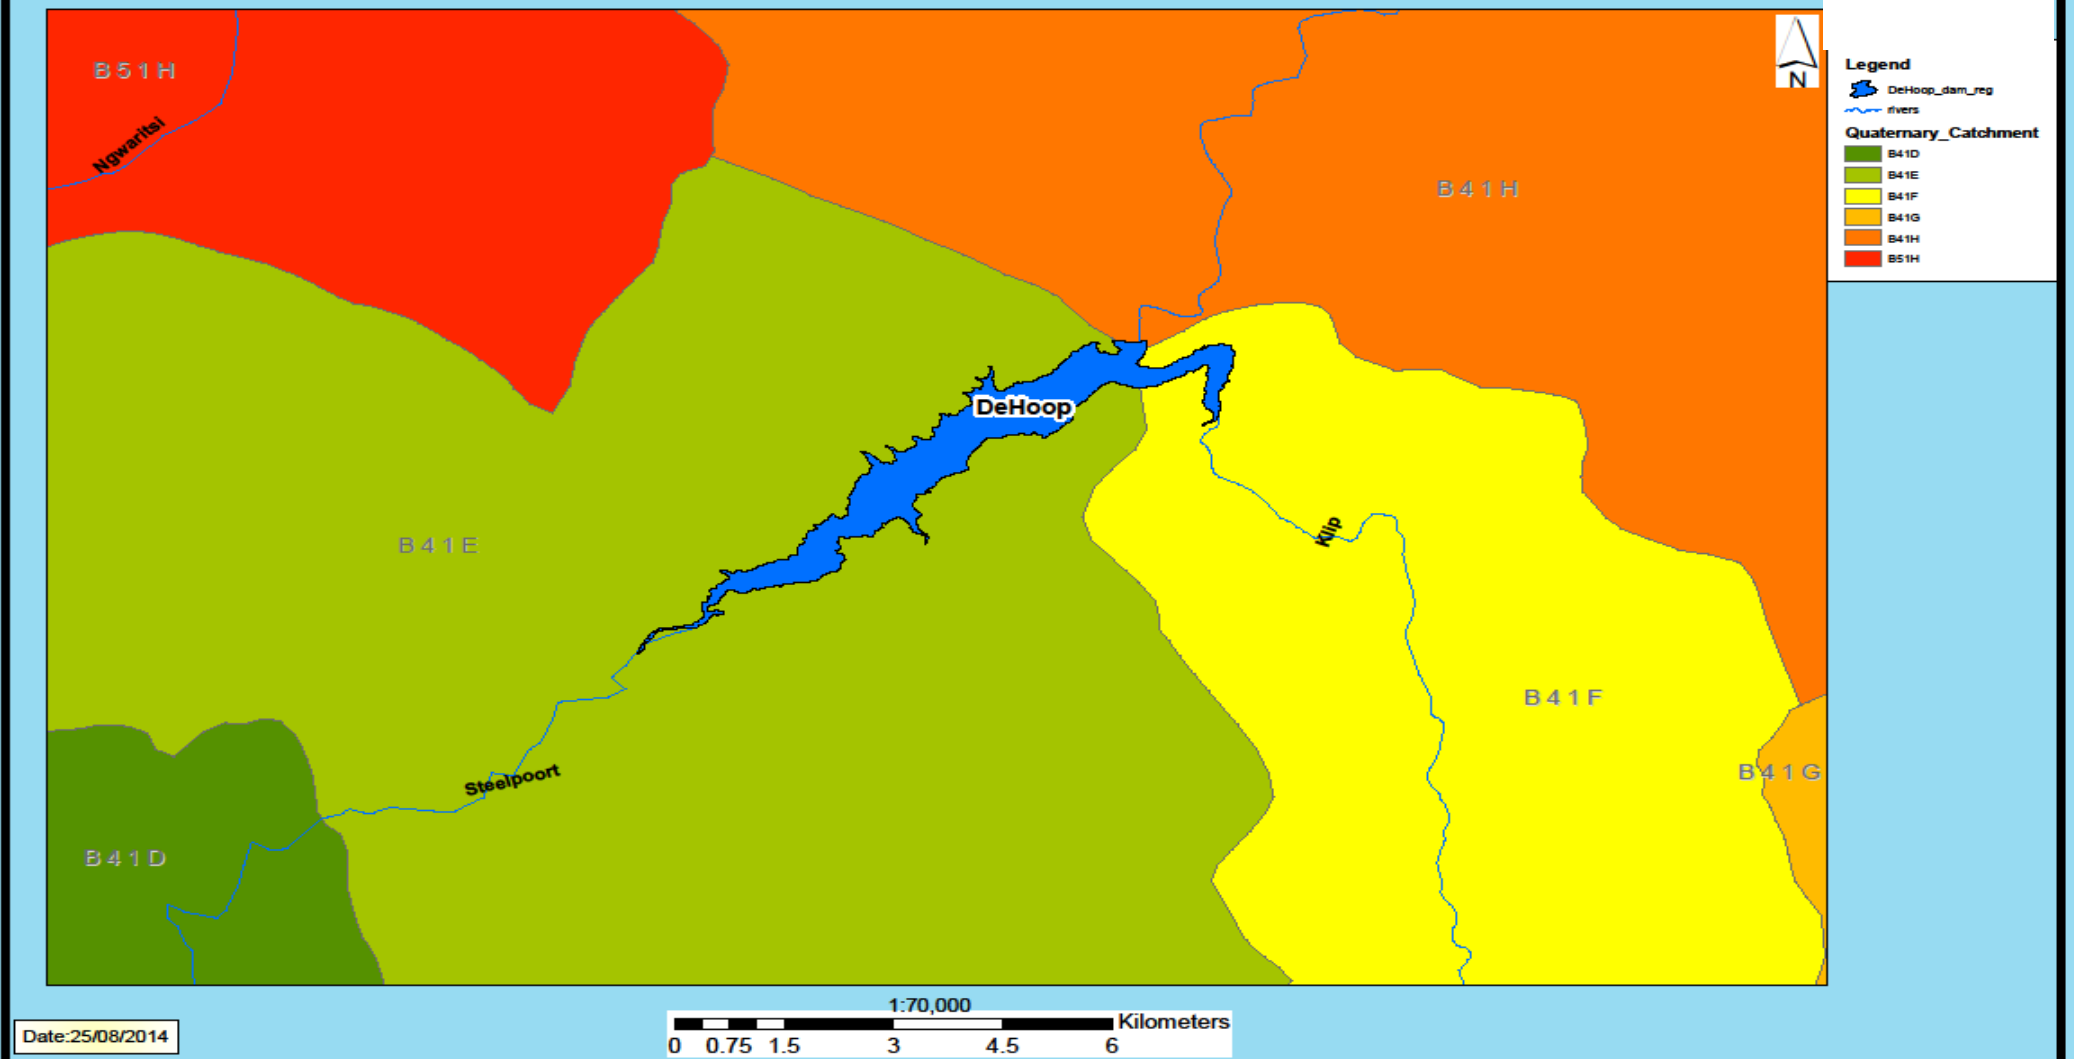 B51H
Ngwaritsi
B41H
N
Legend
DeHoop_dam_reg
rivers
Quaternary_Catchment
B41D
B41E
B41F
B41G
B41H
B51H
DeHoop
B41E
Klip
B41F
Steelpoort
B41G
B41D
1:70,000
Kilometers
0 0.75 1.5 3 4.5 6
Date:25/08/2014